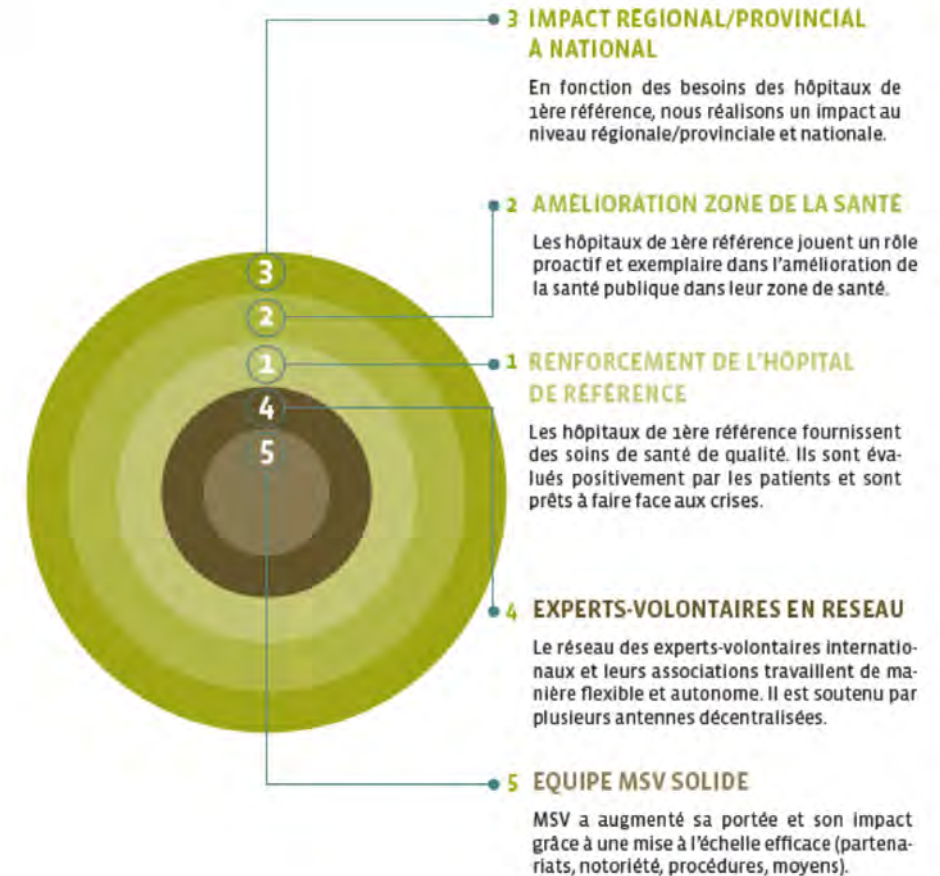 3 IMPACT RÉGIONAL/PROVINCIAL
À NATIONAL
En fonction des besoins des hôpitaux de
1ère référence, nous réalisons un impact au
niveau régionale/provinciale et nationale.
2 AMÉLIORATION ZONE DE LA SANTÉ
Les hôpitaux de 1ère référence jouent un rôle
proactif et exemplaire dans l'amélioration de
la santé publique dans leur zone de santé.
1 RENFORCEMENT DE L'HÔPITAL
DE RÉFÉRENCE
Les hôpitaux de 1ère référence fournissent
des soins de santé de qualité. Ils sont éva-
lués positivement par les patients et sont
prêts à faire face aux crises.
4 EXPERTS-VOLONTAIRES EN RESEAU
Le réseau des experts-volontaires internatio-
naux et leurs associations travaillent de ma-
nière flexible et autonome. Il est soutenu par
plusieurs antennes décentralisées.
5 EQUIPE MSV SOLIDE
MSV a augmenté sa portée et son impact
grâce à une mise à l'échelle efficace (partena-
riats, notoriété, procédures, moyens).
3
2
1
4
5